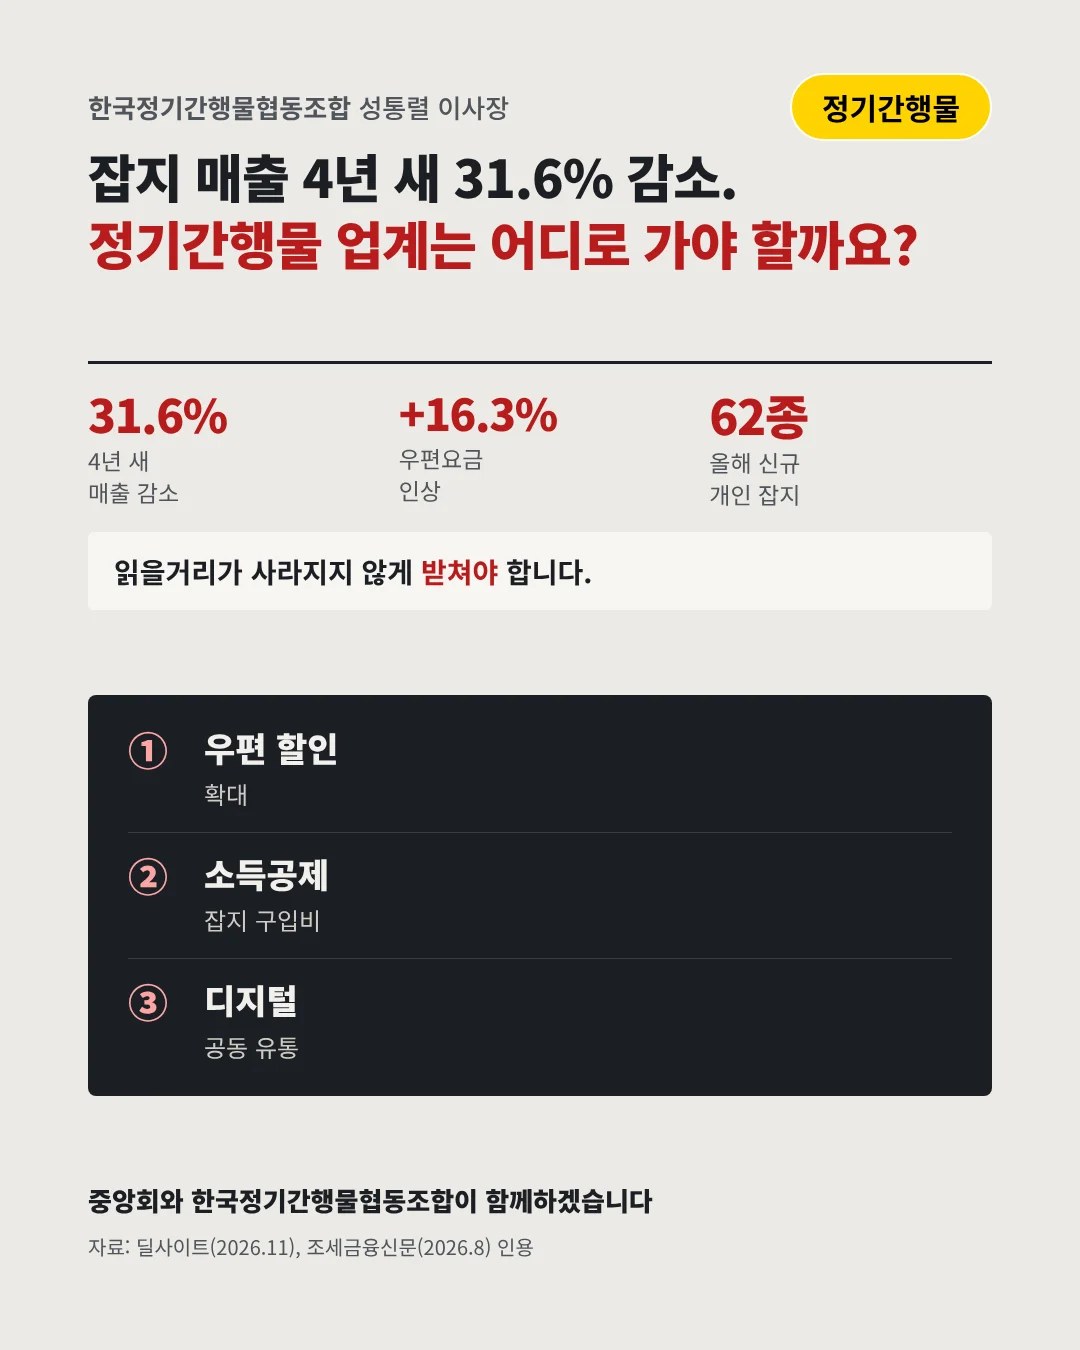 한국정기간행물협동조합 성통렬 이사장
정기간행물
잡지 매출 4년 새 31.6% 감소.
정기간행물 업계는 어디로 가야 할까요?
31.6%
4년 새
매출 감소
+16.3%
우편요금
인상
62종
올해 신규
개인 잡지
읽을거리가 사라지지 않게 받쳐야 합니다.
① 우편 할인
확대
② 소득공제
잡지 구입비
③ 디지털
공동 유통
중앙회와 한국정기간행물협동조합이 함께하겠습니다
자료: 딜사이트(2026.11), 조세금융신문(2026.8) 인용